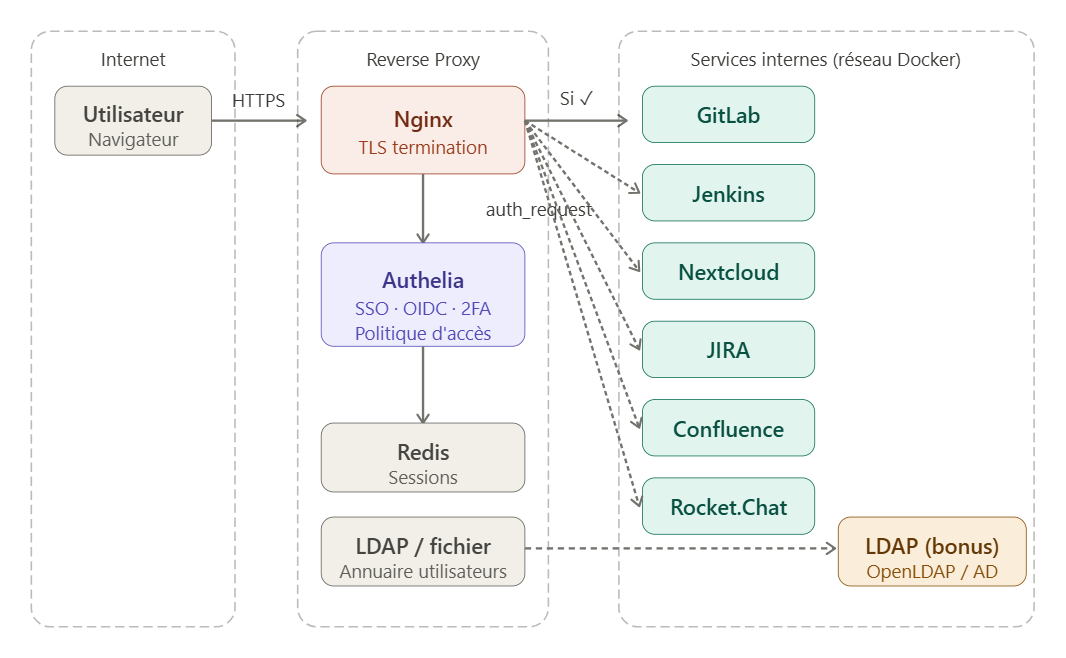 Internet
Reverse Proxy
Services internes (réseau Docker)
Utilisateur
Navigateur
HTTPS
Nginx
TLS termination
Si ✓
GitLab
Jenkins
auth_request
Authelia
SSO · OIDC · 2FA
Politique d'accès
Nextcloud
JIRA
Redis
Sessions
Confluence
Rocket.Chat
LDAP / fichier
Annuaire utilisateurs
LDAP (bonus)
OpenLDAP / AD